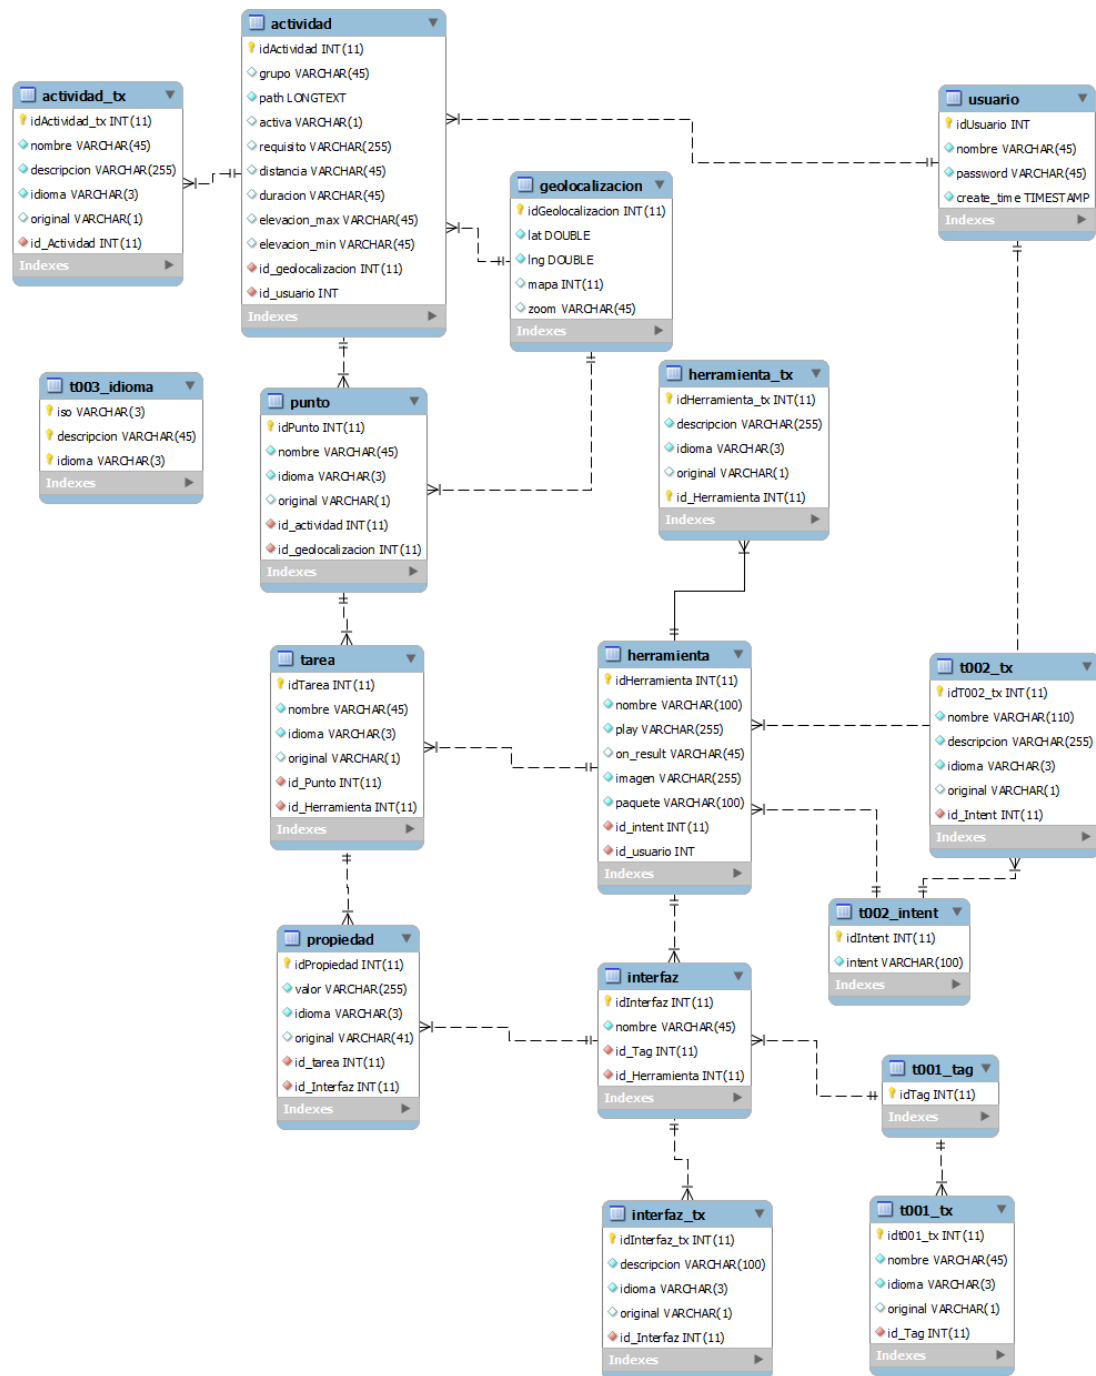 actividad
idActividad INT(11)
grupo VARCHAR(45)
path LONGTEXT
activa VARCHAR(1)
requisito VARCHAR(255)
distancia VARCHAR(45)
duracion VARCHAR(45)
elevacion_max VARCHAR(45)
elevacion_min VARCHAR(45)
id_geolocalizacion INT(11)
id_usuario INT
Indexes
actividad_tx
idActividad_tx INT(11)
nombre VARCHAR(45)
descripcion VARCHAR(255)
idioma VARCHAR(3)
original VARCHAR(1)
id_Actividad INT(11)
Indexes
usuario
idUsuario INT
nombre VARCHAR(45)
password VARCHAR(45)
create_time TIMESTAMP
Indexes
geolocalizacion
idGeolocalizacion INT(11)
lat DOUBLE
lng DOUBLE
mapa INT(11)
zoom VARCHAR(45)
Indexes
t003_idioma
iso VARCHAR(3)
descripcion VARCHAR(45)
idioma VARCHAR(3)
Indexes
punto
idPunto INT(11)
nombre VARCHAR(45)
idioma VARCHAR(3)
original VARCHAR(1)
id_actividad INT(11)
id_geolocalizacion INT(11)
Indexes
herramienta_tx
idHerramienta_tx INT(11)
descripcion VARCHAR(255)
idioma VARCHAR(3)
original VARCHAR(1)
id_Herramienta INT(11)
Indexes
tarea
idTarea INT(11)
nombre VARCHAR(45)
idioma VARCHAR(3)
original VARCHAR(1)
id_Punto INT(11)
id_Herramienta INT(11)
Indexes
herramienta
idHerramienta INT(11)
nombre VARCHAR(100)
play VARCHAR(255)
on_result VARCHAR(45)
imagen VARCHAR(255)
paquete VARCHAR(100)
id_intent INT(11)
id_usuario INT
Indexes
t002_tx
idT002_tx INT(11)
nombre VARCHAR(110)
descripcion VARCHAR(255)
idioma VARCHAR(3)
original VARCHAR(1)
id_Intent INT(11)
Indexes
t002_intent
idIntent INT(11)
intent VARCHAR(100)
Indexes
propiedad
idPropiedad INT(11)
valor VARCHAR(255)
idioma VARCHAR(3)
original VARCHAR(41)
id_tarea INT(11)
id_Interfaz INT(11)
Indexes
interfaz
idInterfaz INT(11)
nombre VARCHAR(45)
id_Tag INT(11)
id_Herramienta INT(11)
Indexes
t001_tag
idTag INT(11)
Indexes
interfaz_tx
idInterfaz_tx INT(11)
descripcion VARCHAR(100)
idioma VARCHAR(3)
original VARCHAR(1)
id_Interfaz INT(11)
Indexes
t001_tx
idt001_tx INT(11)
nombre VARCHAR(45)
idioma VARCHAR(3)
original VARCHAR(1)
id_Tag INT(11)
Indexes